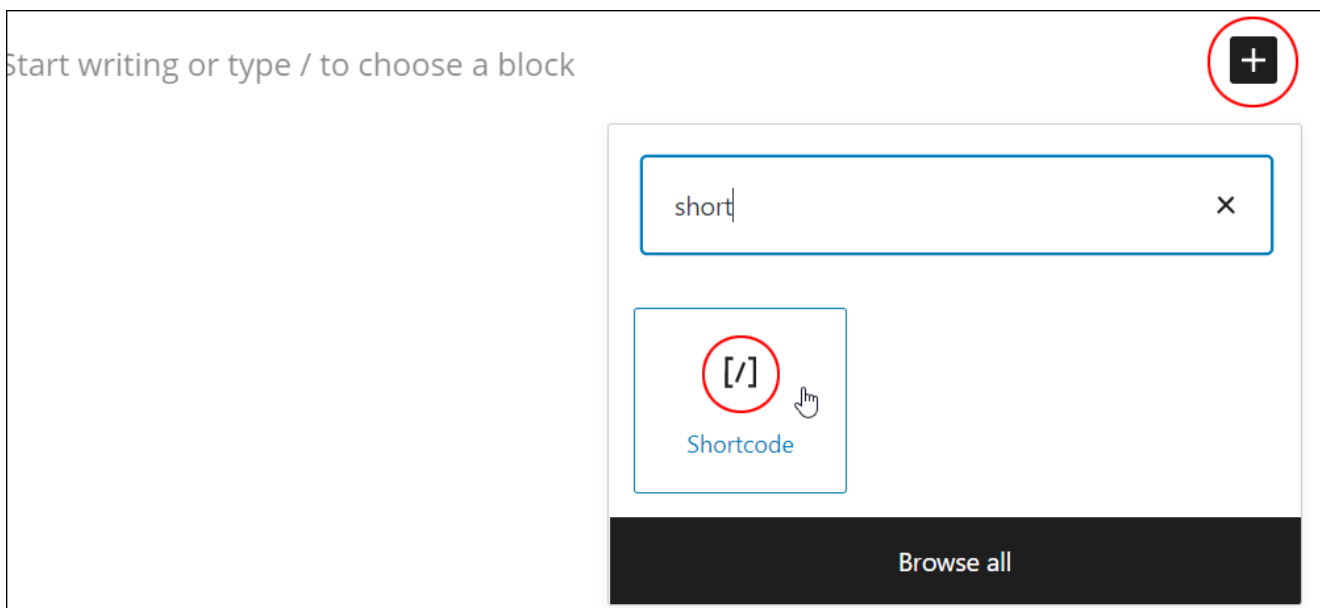 Start writing or type / to choose a block
short
[/]
Shortcode
Browse all